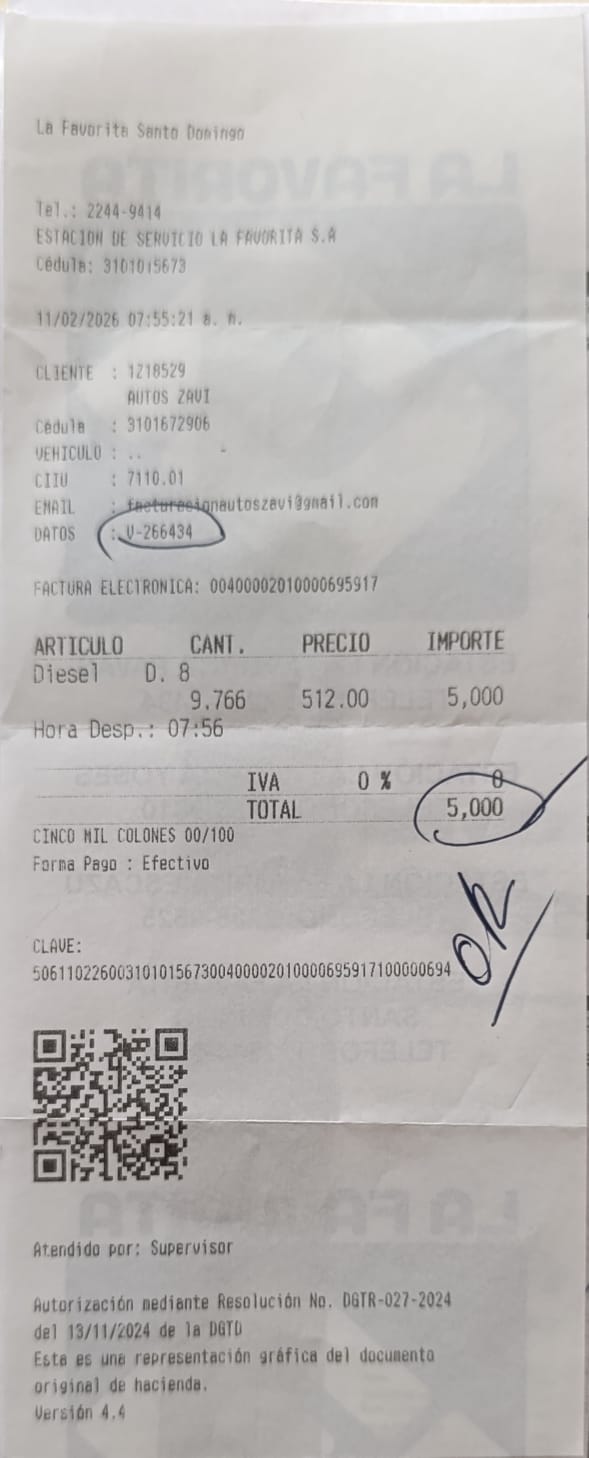 La Favorita Santo Domingo
Tel.: 2244-9414
ESTACION DE SERVICIO LA FAVORITA S.A
Cédula: 3101015673
11/02/2026 07:55:21 a. m.
CLIENTE : 1218529
AUTOS ZAVI
Cédula : 3101672906
VEHICULO : ..
CIIU : 7110.01
EMAIL : facturacionautoszavi@gmail.com
DATOS : V-266434
FACTURA ELECTRONICA: 00400002010000695917
ARTICULO CANT. PRECIO IMPORTE
Diesel D. 8
9.766 512.00 5,000
Hora Desp.: 07:56
IVA 0 % 0
TOTAL 5,000
CINCO MIL COLONES 00/100
Forma Pago : Efectivo
OK
CLAVE:
50611022600310101567300400002010000695917100000694
Atendido por: Supervisor
Autorización mediante Resolución No. DGTR-027-2024
del 13/11/2024 de la DGTD
Esta es una representación gráfica del documento
original de hacienda.
Versión 4.4